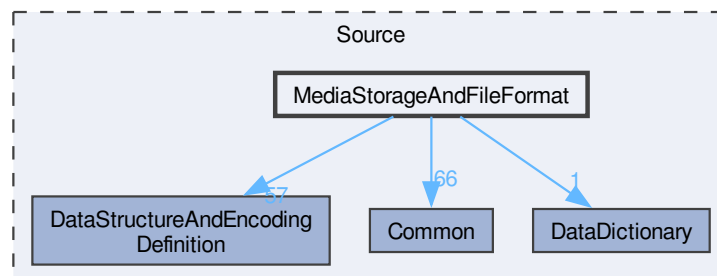 Source
MediaStorageAndFileFormat
57
66
1
DataStructureAndEncoding
Definition
Common
DataDictionary